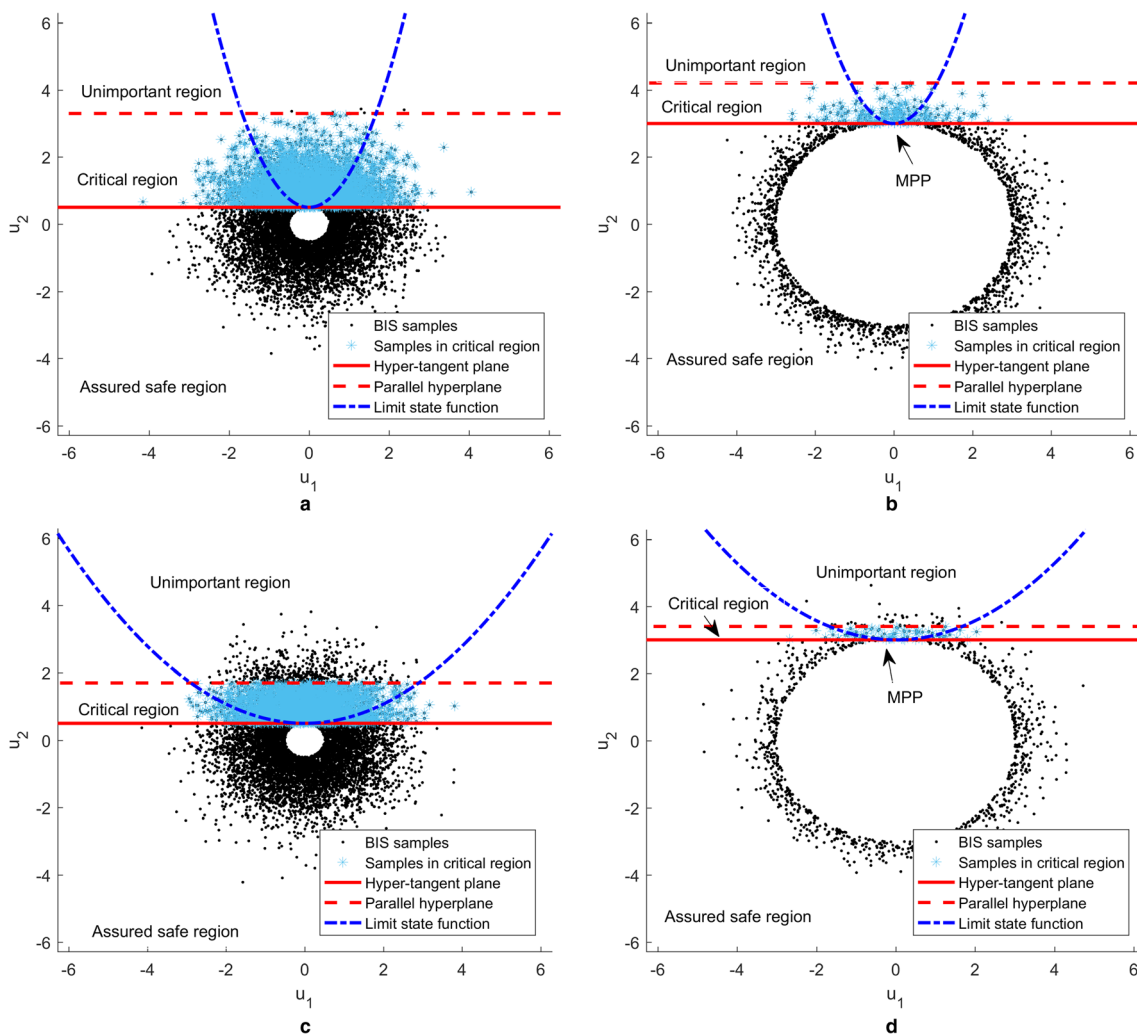 6
4
2
0
-2
-4
-6
u2
Unimportant region
Critical region
Assured safe region
BIS samples
Samples in critical region
Hyper-tangent plane
Parallel hyperplane
Limit state function
-6
-4
-2
0
2
4
6
u1
a
6
4
2
0
-2
-4
-6
u2
Unimportant region
Critical region
MPP
Assured safe region
BIS samples
Samples in critical region
Hyper-tangent plane
Parallel hyperplane
Limit state function
-6
-4
-2
0
2
4
6
u1
b
6
4
2
0
-2
-4
-6
u2
Unimportant region
Critical region
Assured safe region
BIS samples
Samples in critical region
Hyper-tangent plane
Parallel hyperplane
Limit state function
-6
-4
-2
0
2
4
6
u1
c
6
4
2
0
-2
-4
-6
u2
Unimportant region
Critical region
MPP
Assured safe region
BIS samples
Samples in critical region
Hyper-tangent plane
Parallel hyperplane
Limit state function
-6
-4
-2
0
2
4
6
u1
d